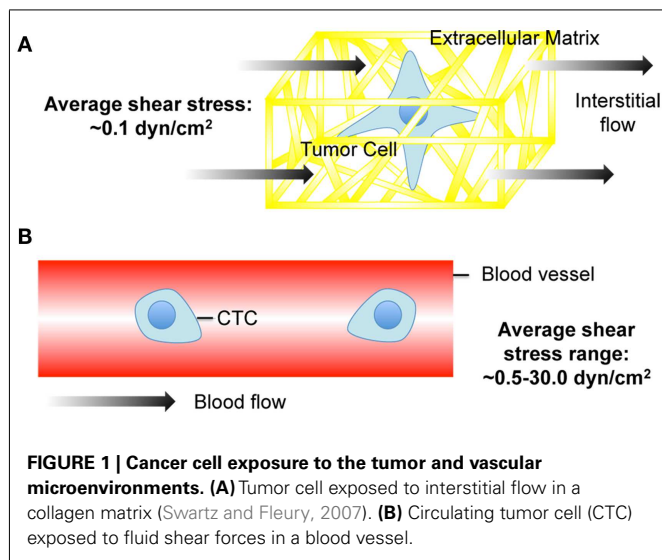 A
Extracellular Matrix
Average shear stress:
~0.1 dyn/cm²
Interstitial
flow
Tumor Cell
B
Blood vessel
CTC
Average shear
stress range:
~0.5-30.0 dyn/cm²
Blood flow
FIGURE 1 | Cancer cell exposure to the tumor and vascular
microenvironments. (A) Tumor cell exposed to interstitial flow in a
collagen matrix (Swartz and Fleury, 2007). (B) Circulating tumor cell (CTC)
exposed to fluid shear forces in a blood vessel.